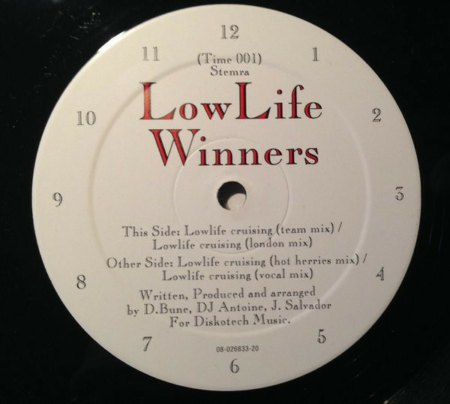 12
11
1
(Time 001)
Stemra
LowLife
10
2
Winners
9
3
This Side: Lowlife cruising (team mix) /
Lowlife cruising (london mix)
Other Side: Lowlife cruising (hot herries mix) /
Lowlife cruising (vocal mix)
8
4
Written, Produced and arranged
by D.Bune, DJ Antoine, J. Salvador
For Diskotech Music.
7
5
08-026833-20
6